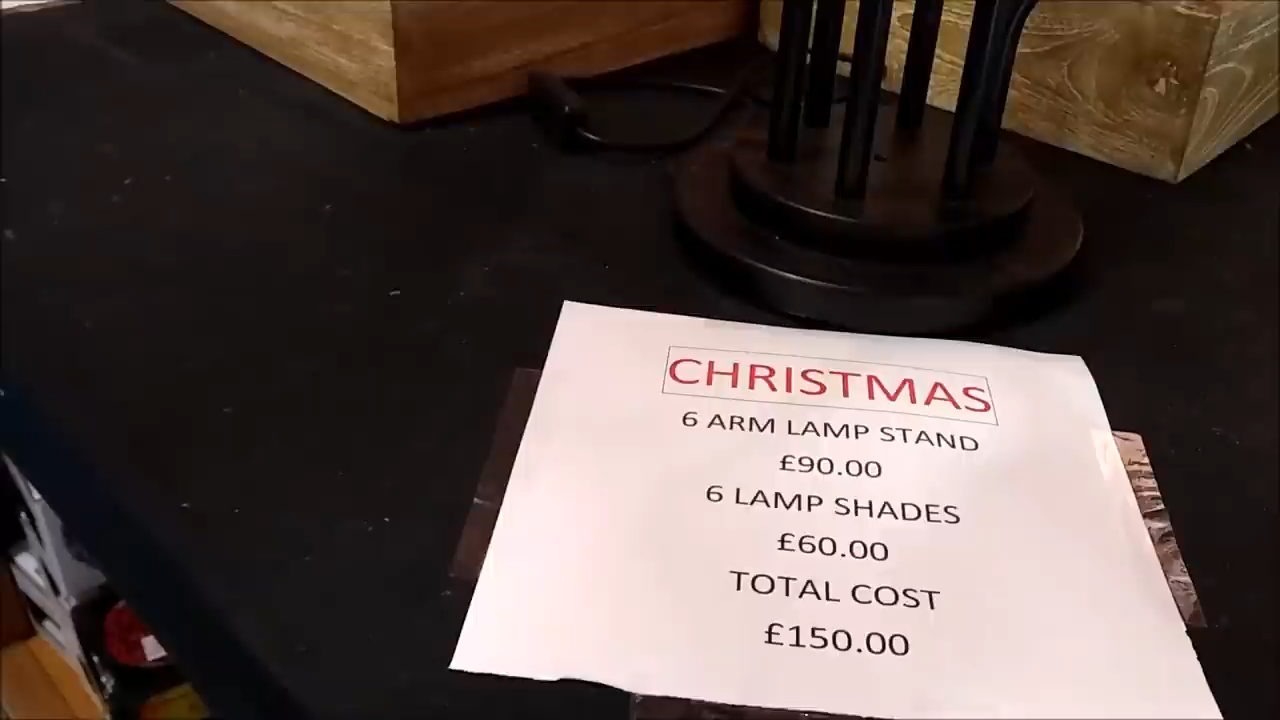 CHRISTMAS
6 ARM LAMP STAND
£90.00
6 LAMP SHADES
£60.00
TOTAL COST
£150.00